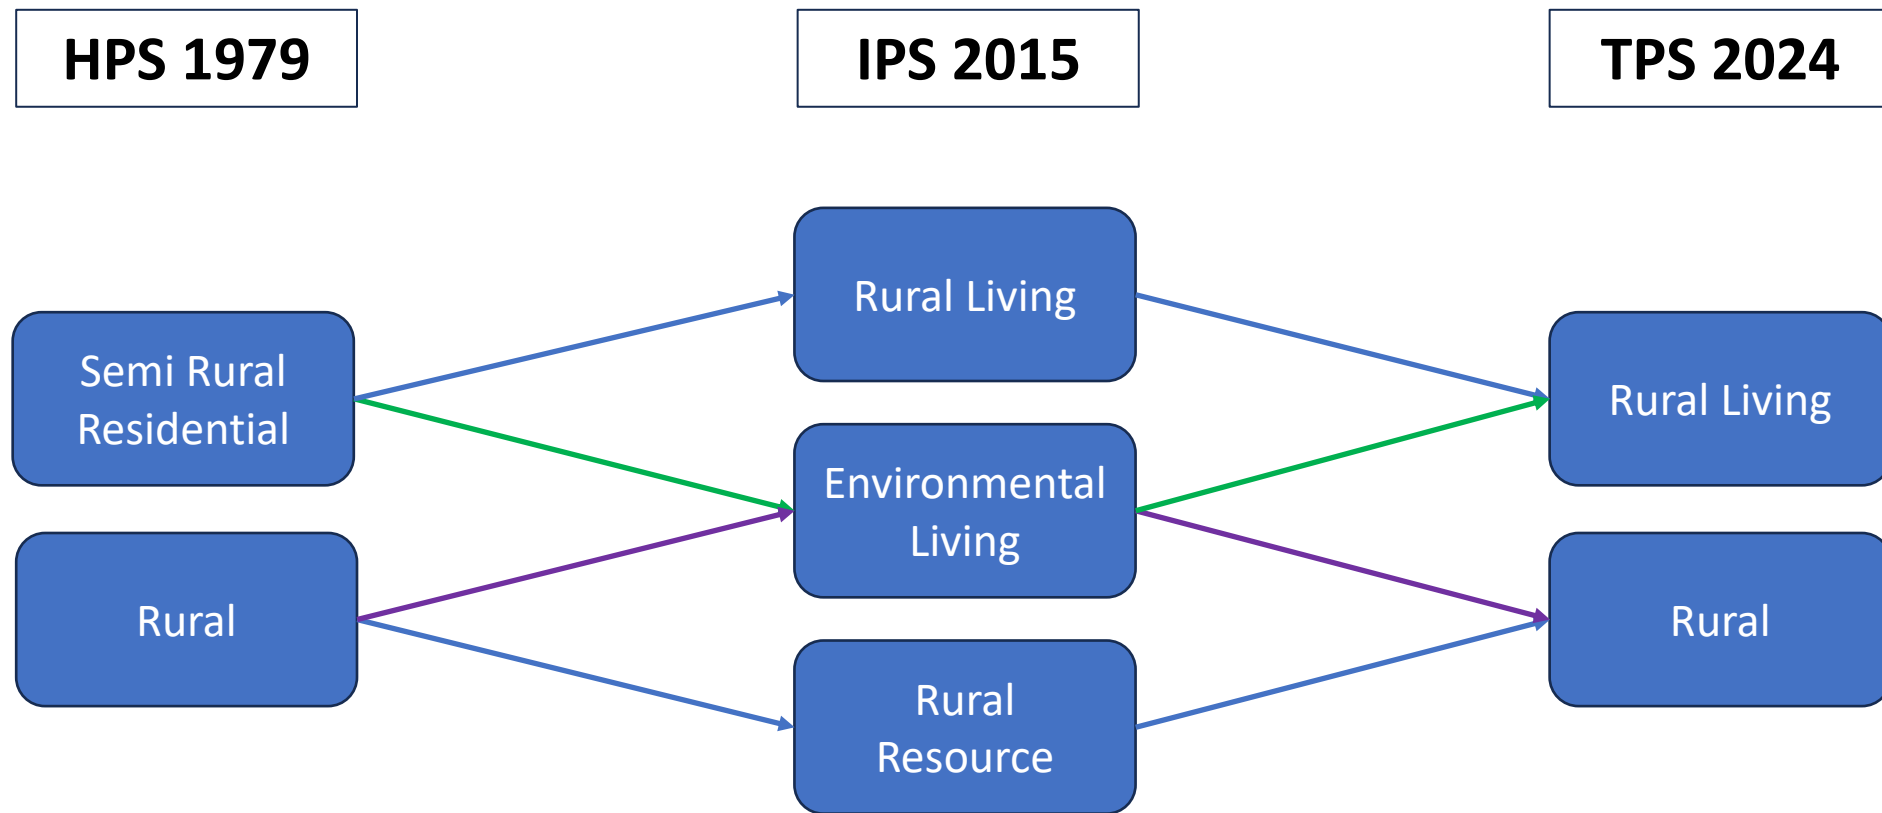 HPS 1979
IPS 2015
TPS 2024
Semi Rural
Residential
Rural
Rural Living
Environmental
Living
Rural
Resource
Rural Living
Rural